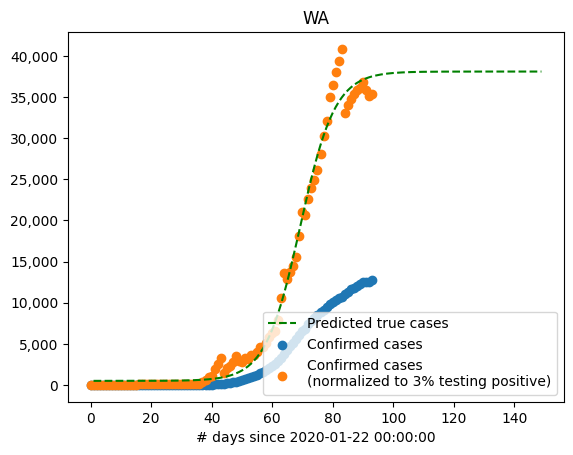 WA
40,000
35,000
30,000
25,000
20,000
15,000
10,000
5,000
0
Predicted true cases
Confirmed cases
Confirmed cases
(normalized to 3% testing positive)
0 20 40 60 80 100 120 140
# days since 2020-01-22 00:00:00